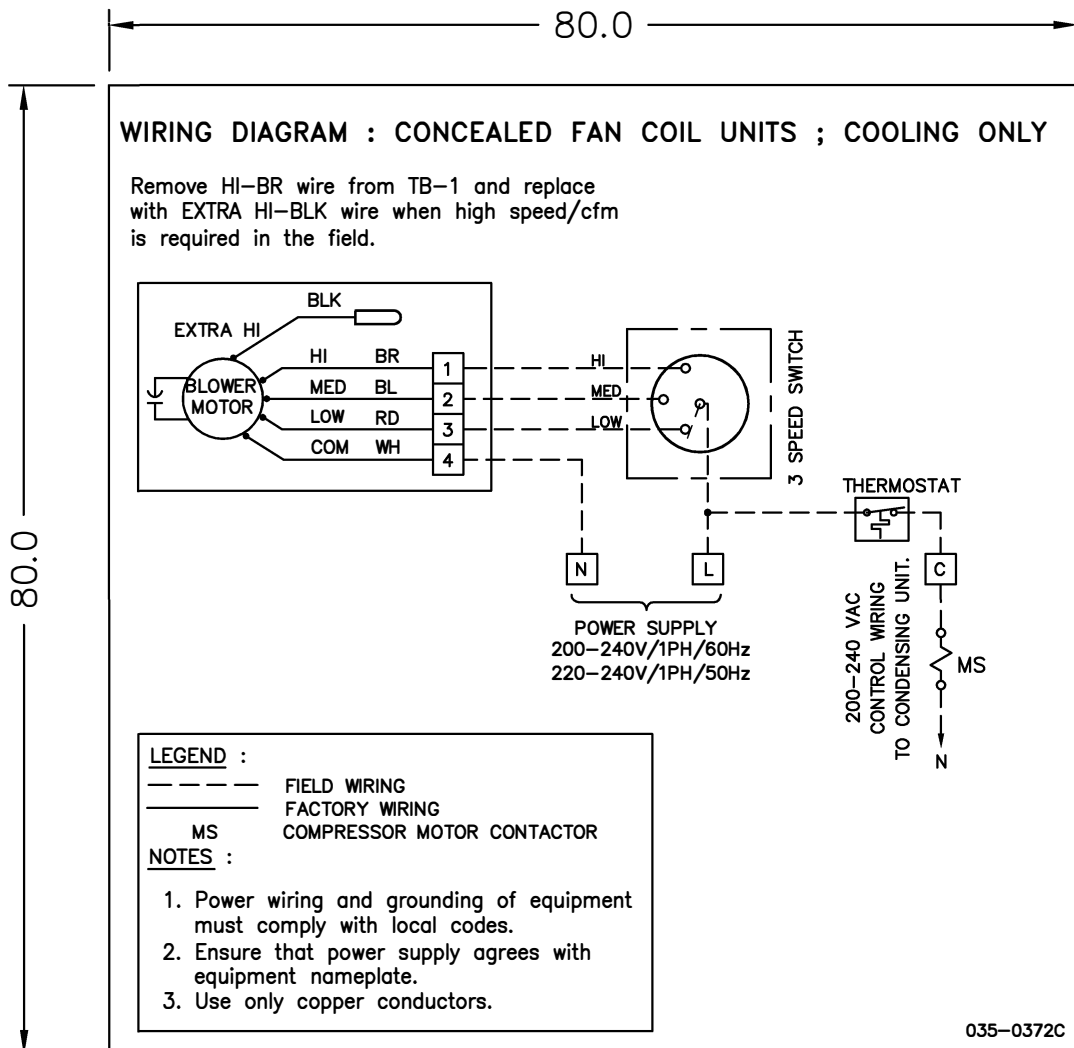 80.0
80.0
WIRING DIAGRAM : CONCEALED FAN COIL UNITS ; COOLING ONLY
Remove HI-BR wire from TB-1 and replace
with EXTRA HI-BLK wire when high speed/cfm
is required in the field.
BLK
EXTRA HI
BLOWER
MOTOR
HI BR 1 HI
MED BL 2 MED
LOW RD 3 LOW
COM WH 4
3 SPEED SWITCH
THERMOSTAT
N
L
C
POWER SUPPLY
200-240V/1PH/60Hz
220-240V/1PH/50Hz
200-240 VAC
CONTROL WIRING
TO CONDENSING UNIT.
MS
N
LEGEND :
FIELD WIRING
FACTORY WIRING
MS COMPRESSOR MOTOR CONTACTOR
NOTES :
1. Power wiring and grounding of equipment
must comply with local codes.
2. Ensure that power supply agrees with
equipment nameplate.
3. Use only copper conductors.
035-0372C